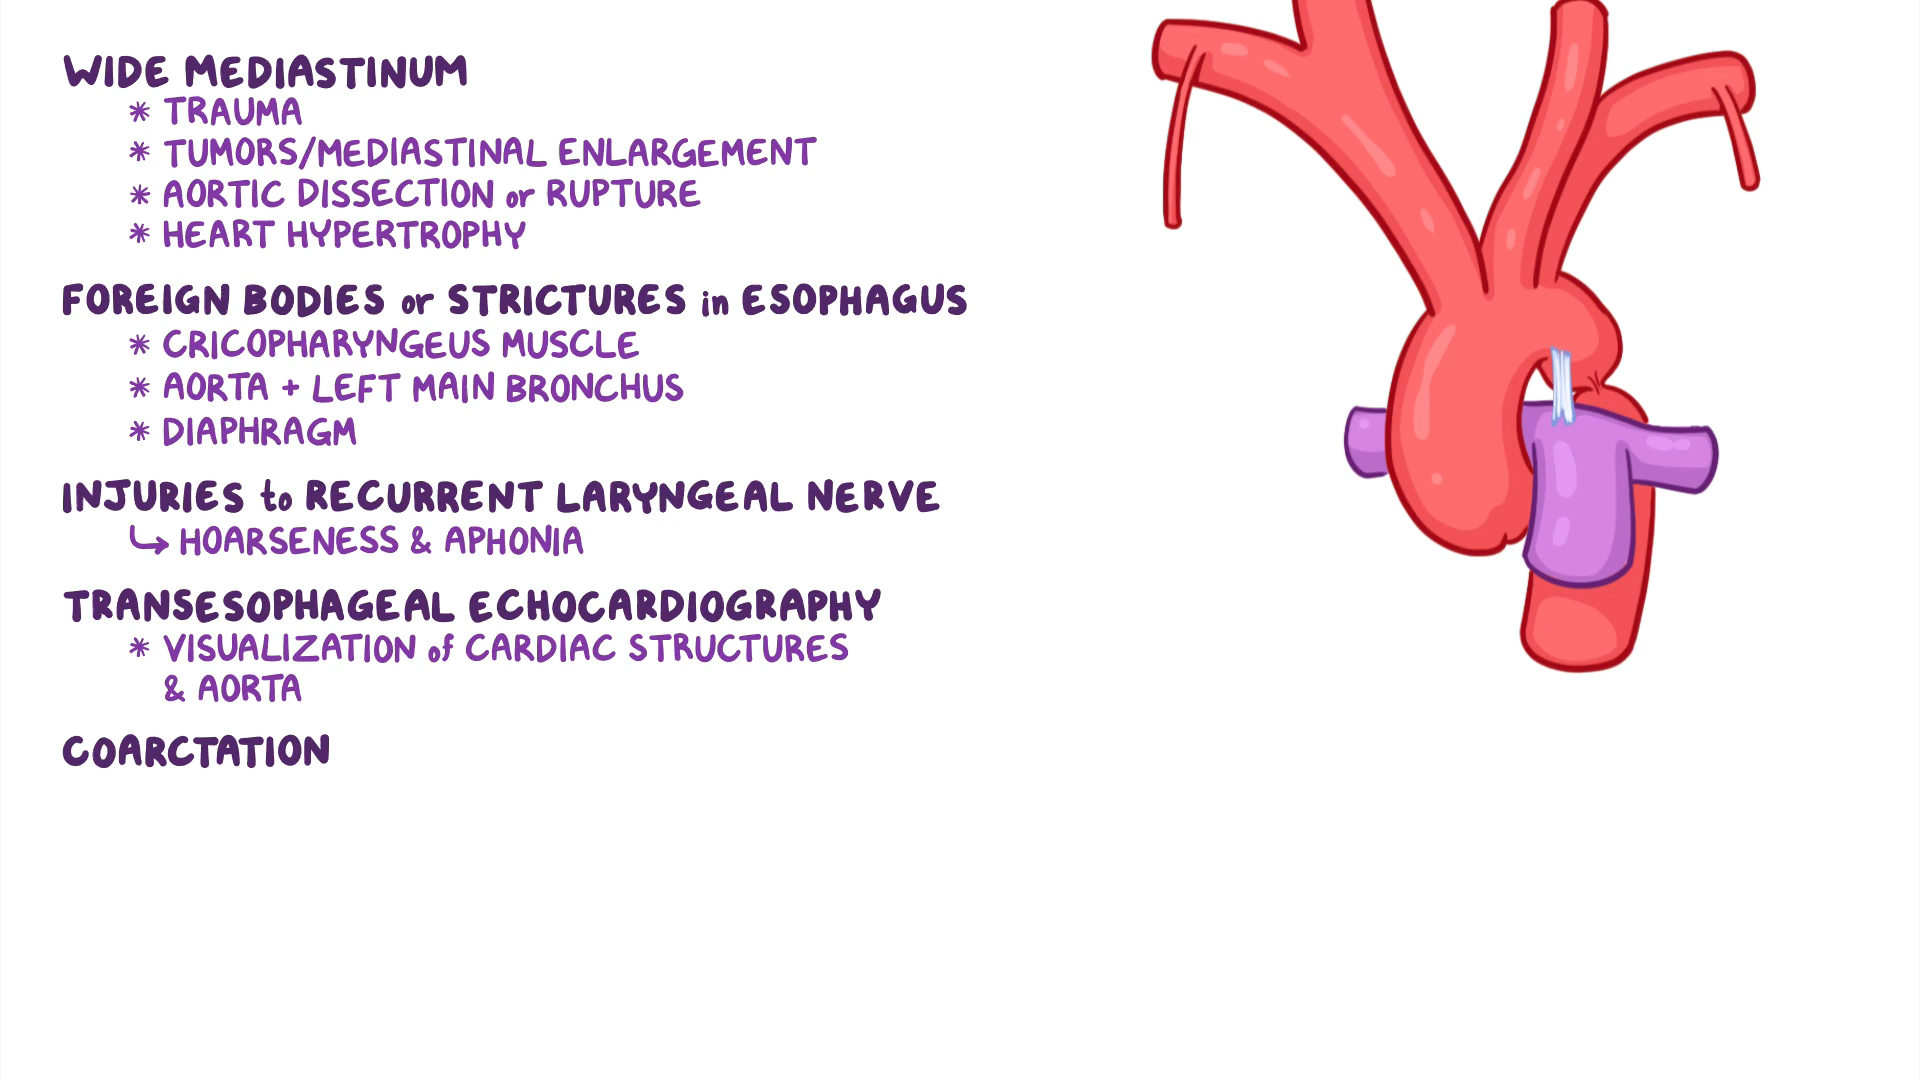 WIDE MEDIASTINUM
* TRAUMA
* TUMORS/MEDIASTINAL ENLARGEMENT
* AORTIC DISSECTION or RUPTURE
* HEART HYPERTROPHY
FOREIGN BODIES or STRICTURES in ESOPHAGUS
* CRICOPHARYNGEUS MUSCLE
* AORTA + LEFT MAIN BRONCHUS
* DIAPHRAGM
INJURIES to RECURRENT LARYNGEAL NERVE
↳ HOARSENESS & APHONIA
TRANSESOPHAGEAL ECHOCARDIOGRAPHY
* VISUALIZATION of CARDIAC STRUCTURES
& AORTA
COARCTATION